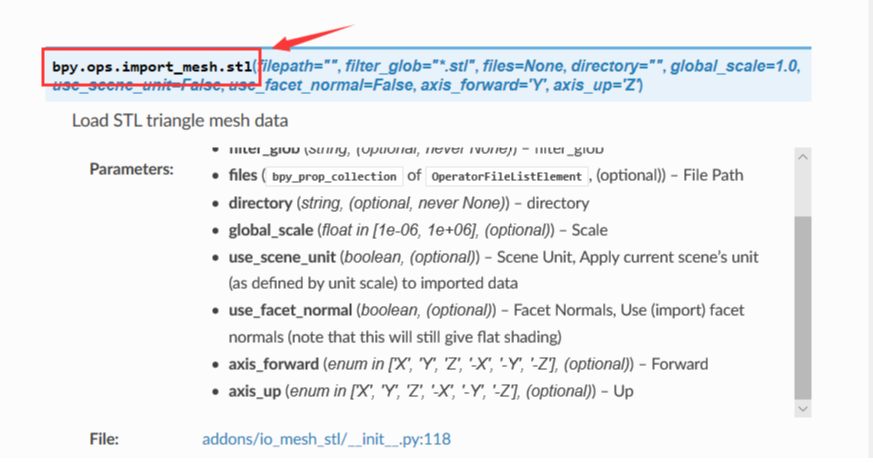 bpy.ops.import_mesh.stl(filepath="", filter_glob="*.stl", files=None, directory="", global_scale=1.0,
use_scene_unit=False, use_facet_normal=False, axis_forward='Y', axis_up='Z')
Load STL triangle mesh data
Parameters:
• filter_glob (string, (optional, never None)) – filter_glob
• files ( bpy_prop_collection of OperatorFileListElement , (optional)) – File Path
• directory (string, (optional, never None)) – directory
• global_scale (float in [1e-06, 1e+06], (optional)) – Scale
• use_scene_unit (boolean, (optional)) – Scene Unit, Apply current scene's unit
(as defined by unit scale) to imported data
• use_facet_normal (boolean, (optional)) – Facet Normals, Use (import) facet
normals (note that this will still give flat shading)
• axis_forward (enum in ['X', 'Y', 'Z', '-X', '-Y', '-Z'], (optional)) – Forward
• axis_up (enum in ['X', 'Y', 'Z', '-X', '-Y', '-Z'], (optional)) – Up
File: addons/io_mesh_stl/__init__.py:118